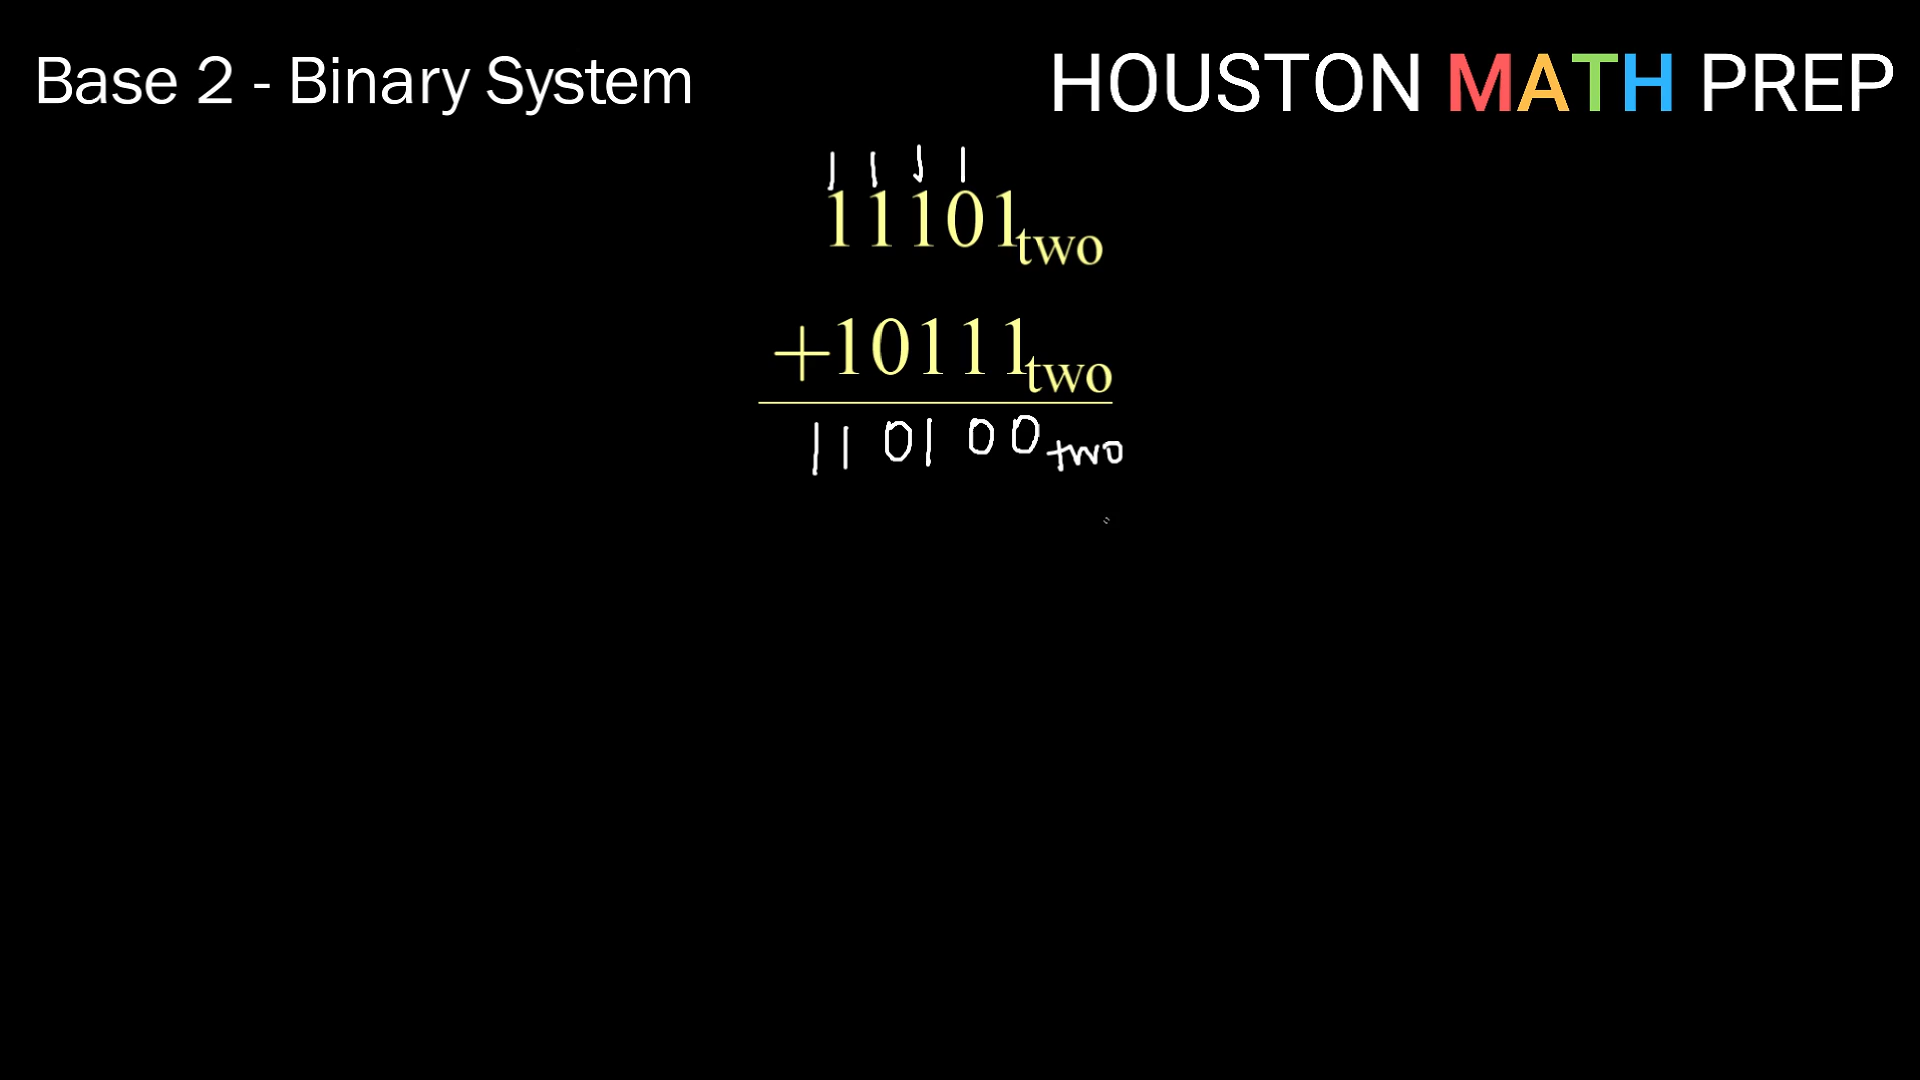 Base 2 - Binary System
HOUSTON MATH PREP
1 1 1 1
11101two
+10111two
110100two